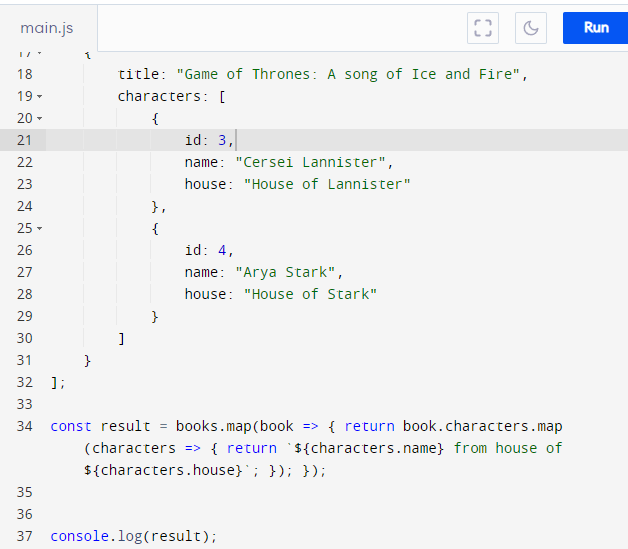 main.js
Run
17 {
18 title: "Game of Thrones: A song of Ice and Fire",
19 characters: [
20 {
21 id: 3,
22 name: "Cersei Lannister",
23 house: "House of Lannister"
24 },
25 {
26 id: 4,
27 name: "Arya Stark",
28 house: "House of Stark"
29 }
30 ]
31 }
32 ];
33
34 const result = books.map(book => { return book.characters.map
(characters => { return `${characters.name} from house of
${characters.house}`; }); });
35
36
37 console.log(result);